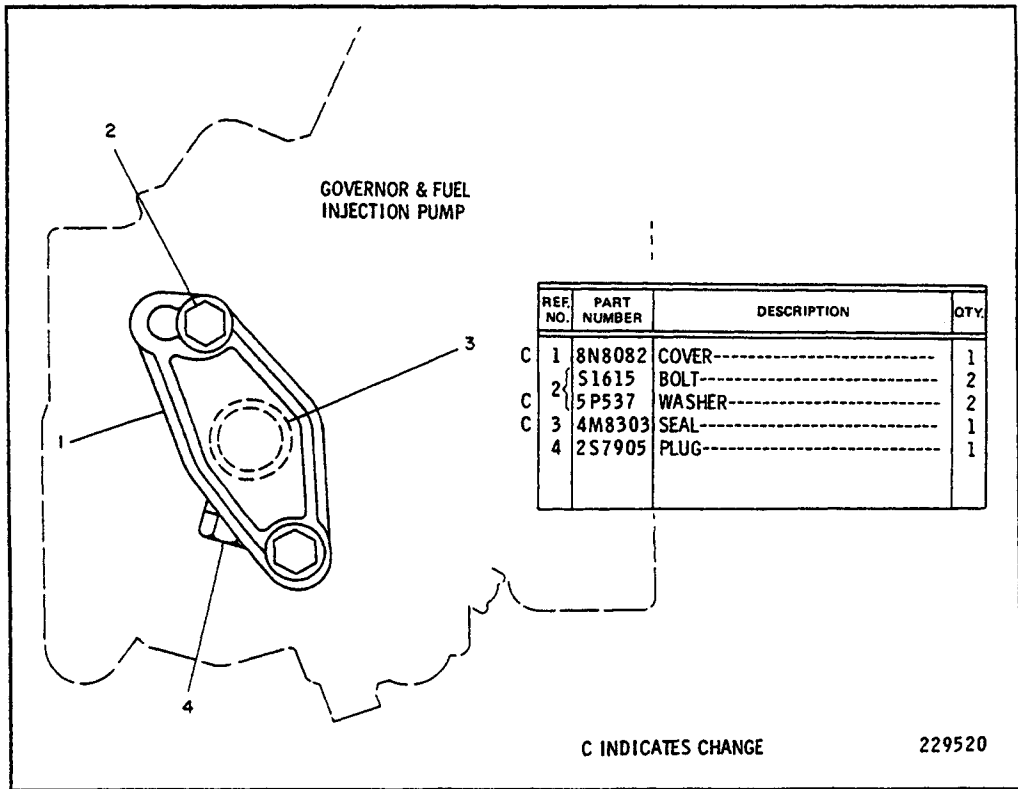 2
GOVERNOR & FUEL
INJECTION PUMP
3
1
4
REF. NO. PART NUMBER DESCRIPTION QTY.
C 1 8N8082 COVER 1
2 S1615 BOLT 2
C 5P537 WASHER 2
C 3 4M8303 SEAL 1
4 2S7905 PLUG 1
C INDICATES CHANGE 229520